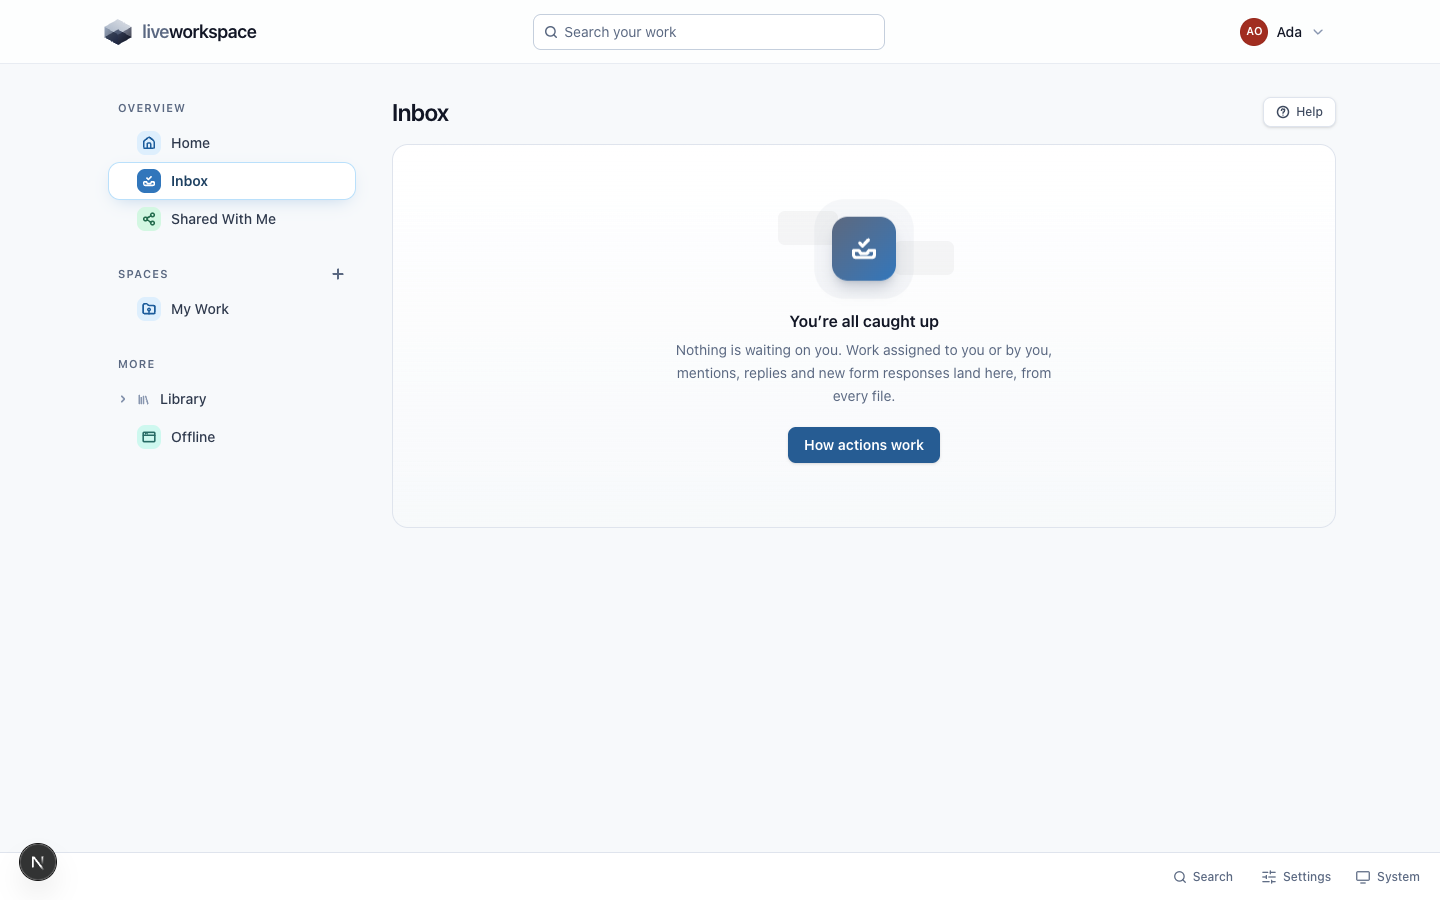 liveworkspace
Search your work
AO
Ada
OVERVIEW
Home
Inbox
Shared With Me
SPACES
My Work
MORE
Library
Offline
Inbox
Help
You’re all caught up
Nothing is waiting on you. Work assigned to you or by you,
mentions, replies and new form responses land here, from
every file.
How actions work
N
Search
Settings
System